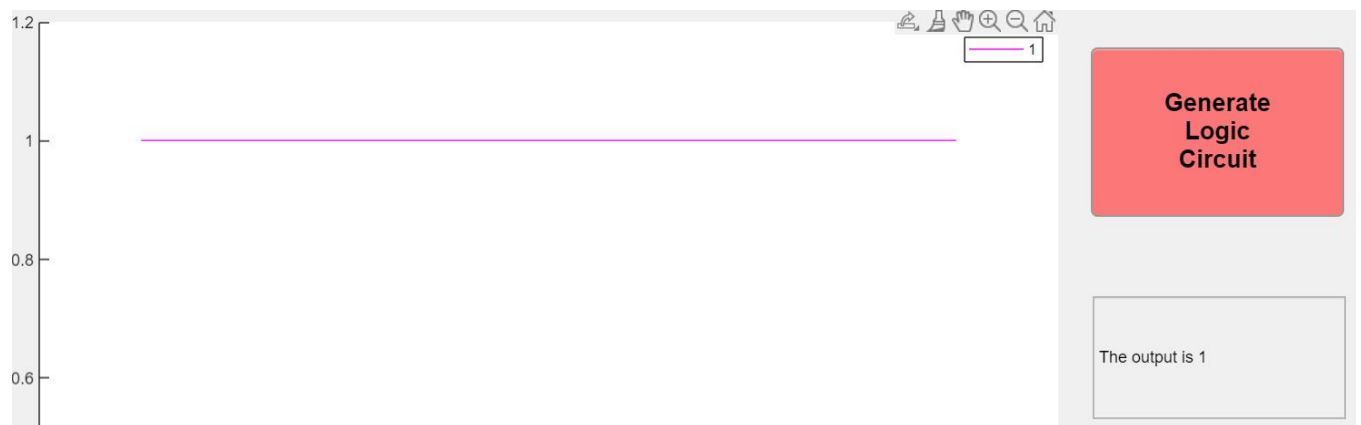 1.2
1
1
0.8
0.6
Generate
Logic
Circuit
The output is 1